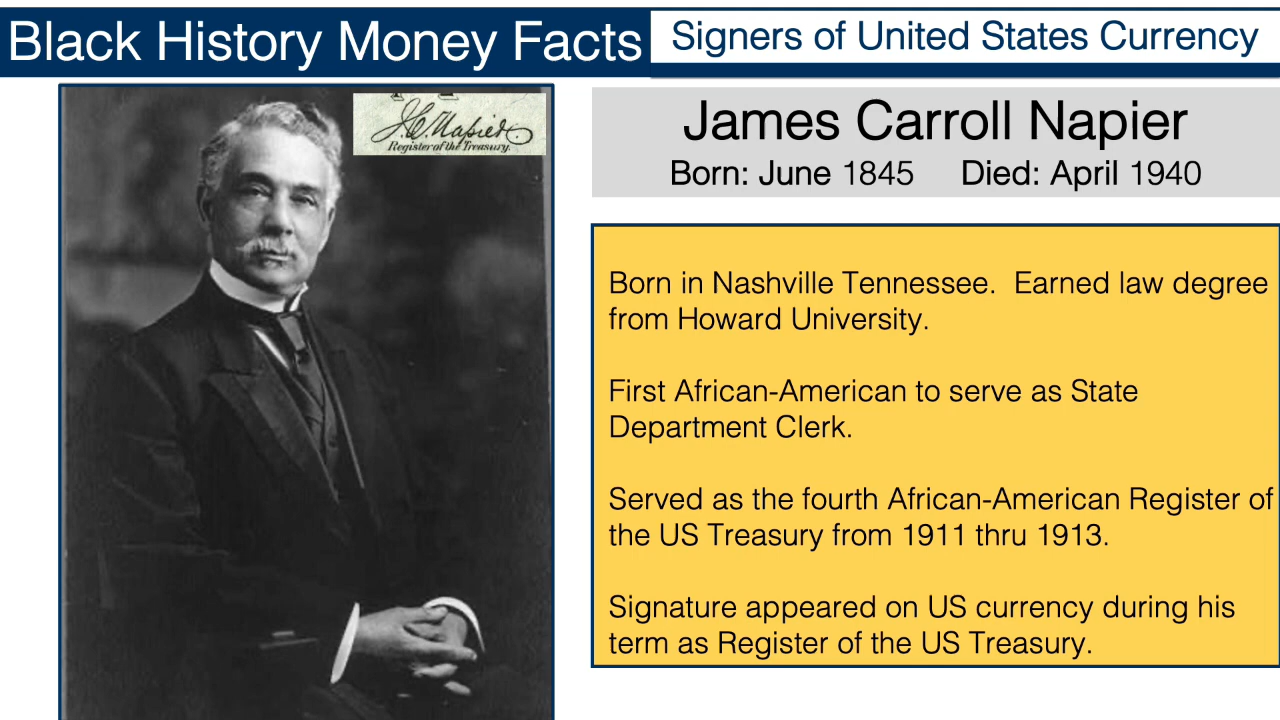 Black History Money Facts
Signers of United States Currency
J.C. Napier
Register of the Treasury.
James Carroll Napier
Born: June 1845 Died: April 1940
Born in Nashville Tennessee. Earned law degree
from Howard University.
First African-American to serve as State
Department Clerk.
Served as the fourth African-American Register of
the US Treasury from 1911 thru 1913.
Signature appeared on US currency during his
term as Register of the US Treasury.